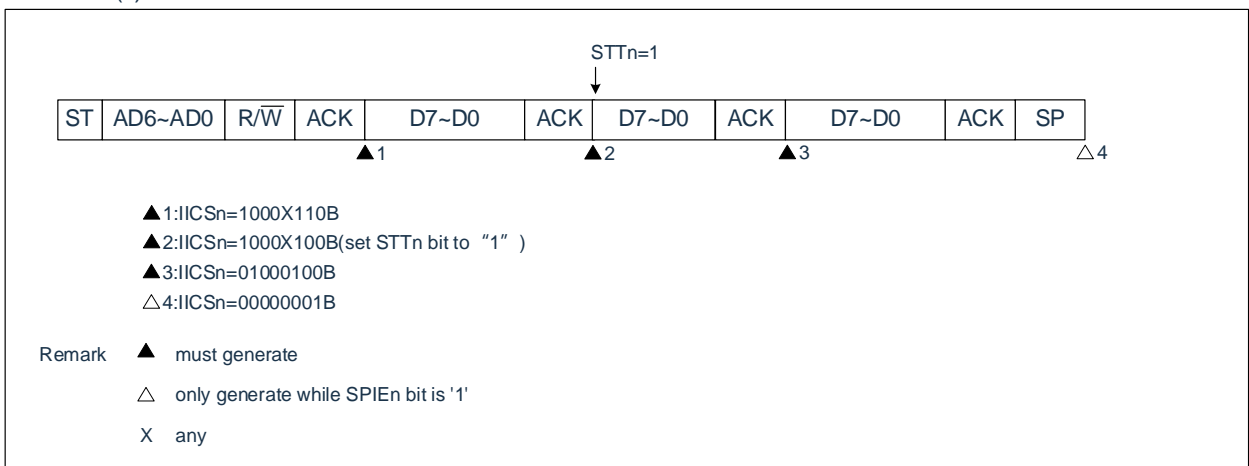 STTn=1
ST AD6~AD0 R/W̅ ACK D7~D0 ACK D7~D0 ACK D7~D0 ACK SP
▲1 ▲2 ▲3 △4
▲1:IICSn=1000X110B
▲2:IICSn=1000X100B(set STTn bit to “1” )
▲3:IICSn=01000100B
△4:IICSn=00000001B
Remark ▲ must generate
△ only generate while SPIEn bit is '1'
X any